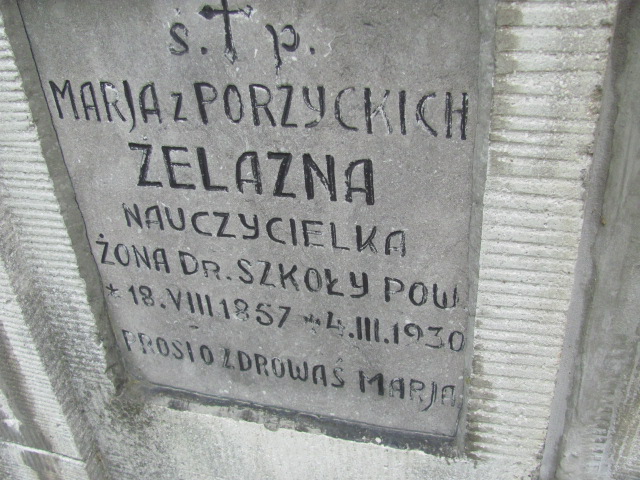 Ś. † P.
MARJA z PORZYCKICH
ŻELAZNA
NAUCZYCIELKA
ŻONA DR. SZKOŁY POW.
* 18.VIII 1857 + 4.III.1930
PROSI O ZDROWAŚ MARJA